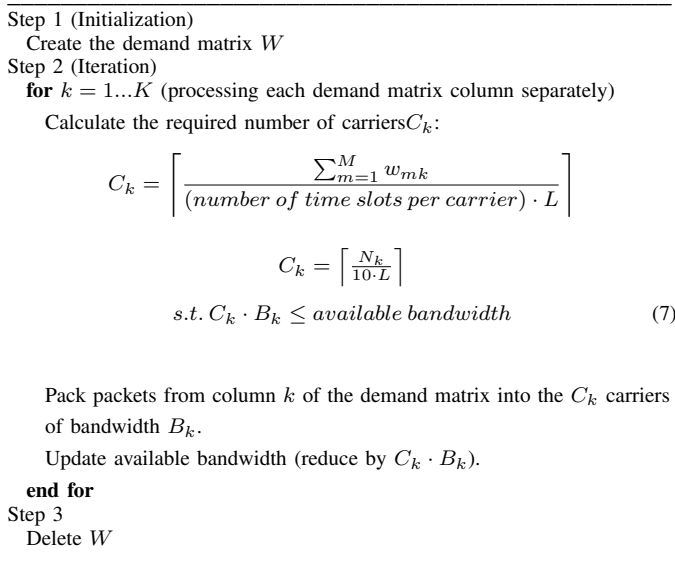 Step 1 (Initialization)
Create the demand matrix W
Step 2 (Iteration)
for k = 1...K (processing each demand matrix column separately)
Calculate the required number of carriersC_k:
C_k = ⌈ \frac{\sum_{m=1}^{M} w_{mk}}{(number of time slots per carrier) · L} ⌉
C_k = ⌈ \frac{N_k}{10·L} ⌉
s.t. C_k · B_k ≤ available bandwidth (7)
Pack packets from column k of the demand matrix into the C_k carriers
of bandwidth B_k.
Update available bandwidth (reduce by C_k · B_k).
end for
Step 3
Delete W